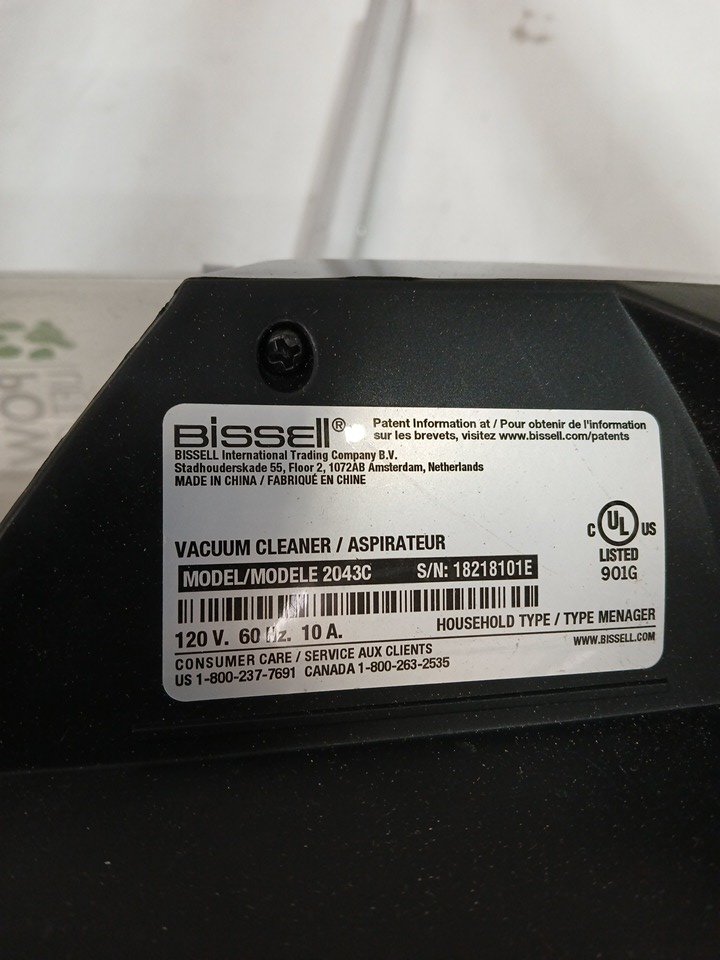 BISSELL®
Patent Information at / Pour obtenir de l'information
sur les brevets, visitez www.bissell.com/patents
BISSELL International Trading Company B.V.
Stadhouderskade 55, Floor 2, 1072AB Amsterdam, Netherlands
MADE IN CHINA / FABRIQUÉ EN CHINE
C UL US
LISTED
901G
VACUUM CLEANER / ASPIRATEUR
MODEL/MODELE 2043C S/N: 18218101E
120 V. 60 Hz. 10 A.
HOUSEHOLD TYPE / TYPE MENAGER
CONSUMER CARE / SERVICE AUX CLIENTS
WWW.BISSELL.COM
US 1-800-237-7691 CANADA 1-800-263-2535